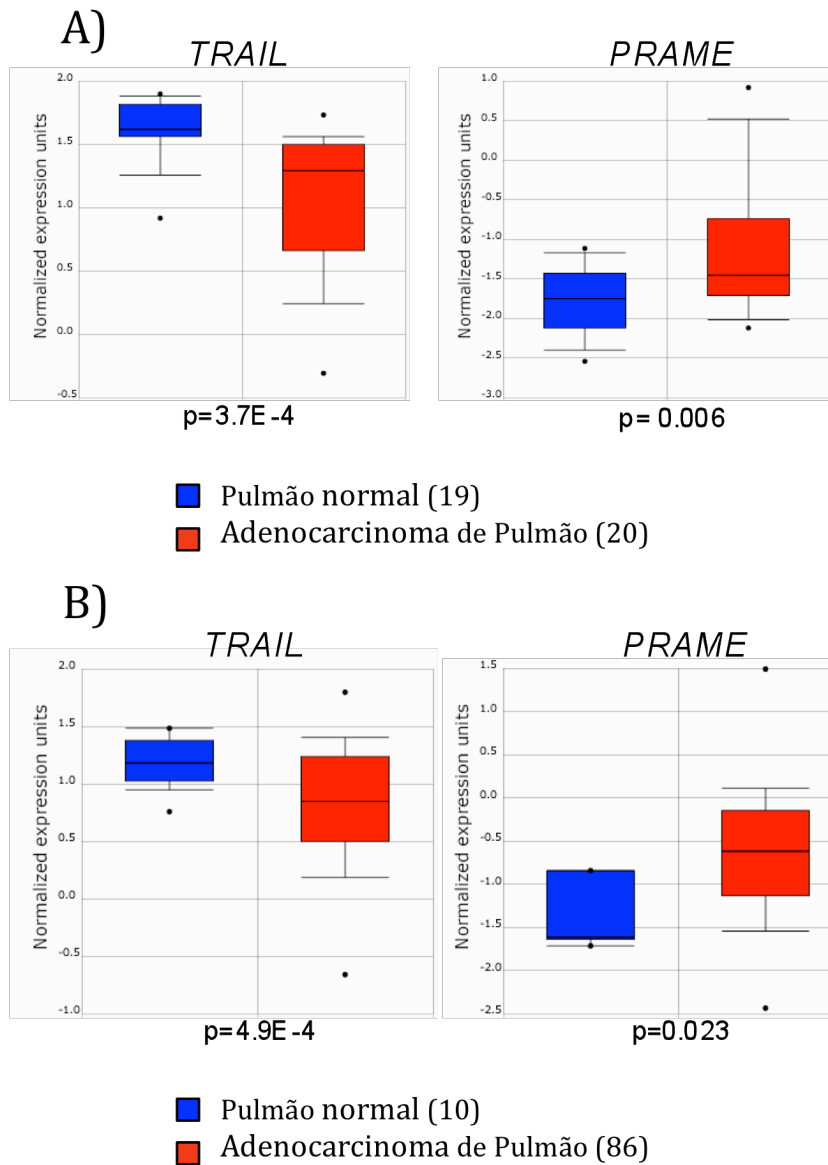 A)
TRAIL
PRAME
Normalized expression units
2.0
1.5
1.0
0.5
0.0
-0.5
p=3.7E-4
Normalized expression units
1.0
0.5
0.0
-0.5
-1.0
-1.5
-2.0
-2.5
-3.0
p= 0.006
Pulmão normal (19)
Adenocarcinoma de Pulmão (20)
B)
TRAIL
PRAME
Normalized expression units
2.0
1.5
1.0
0.5
0.0
-0.5
-1.0
p=4.9E-4
Normalized expression units
1.5
1.0
0.5
0.0
-0.5
-1.0
-1.5
-2.0
-2.5
p=0.023
Pulmão normal (10)
Adenocarcinoma de Pulmão (86)